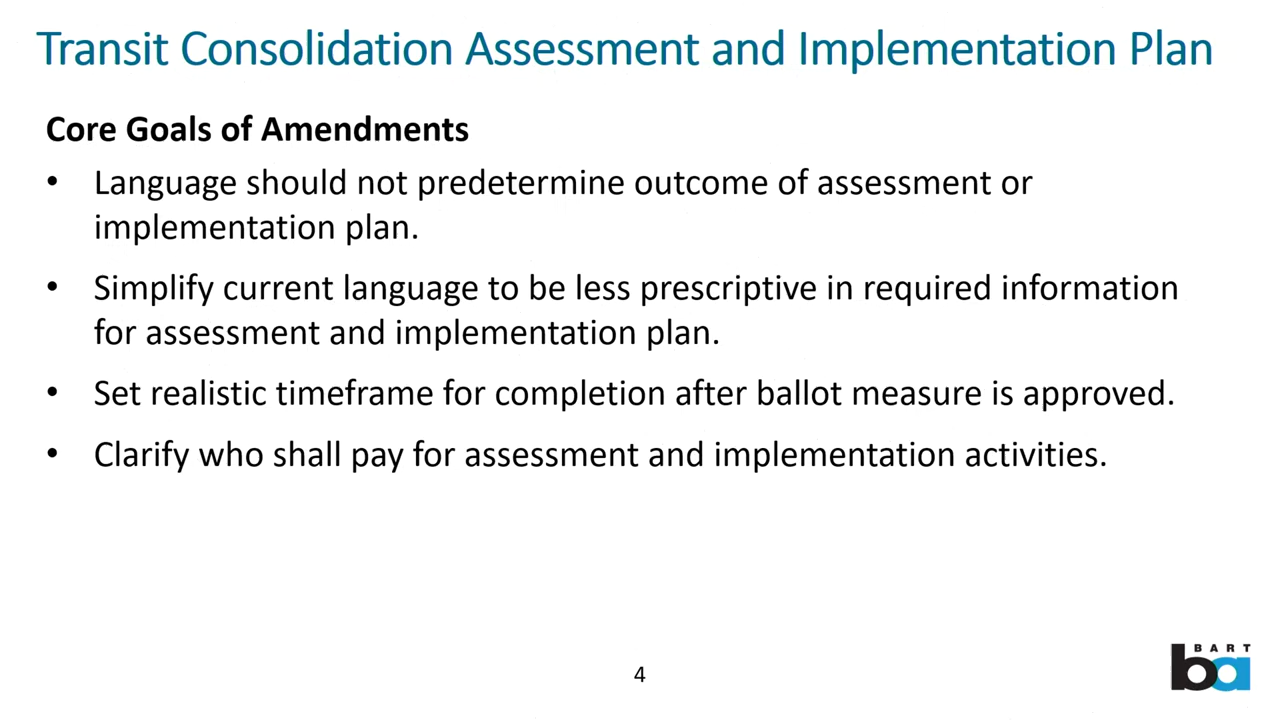 Transit Consolidation Assessment and Implementation Plan
Core Goals of Amendments
• Language should not predetermine outcome of assessment or
implementation plan.
• Simplify current language to be less prescriptive in required information
for assessment and implementation plan.
• Set realistic timeframe for completion after ballot measure is approved.
• Clarify who shall pay for assessment and implementation activities.
4
BART
ba